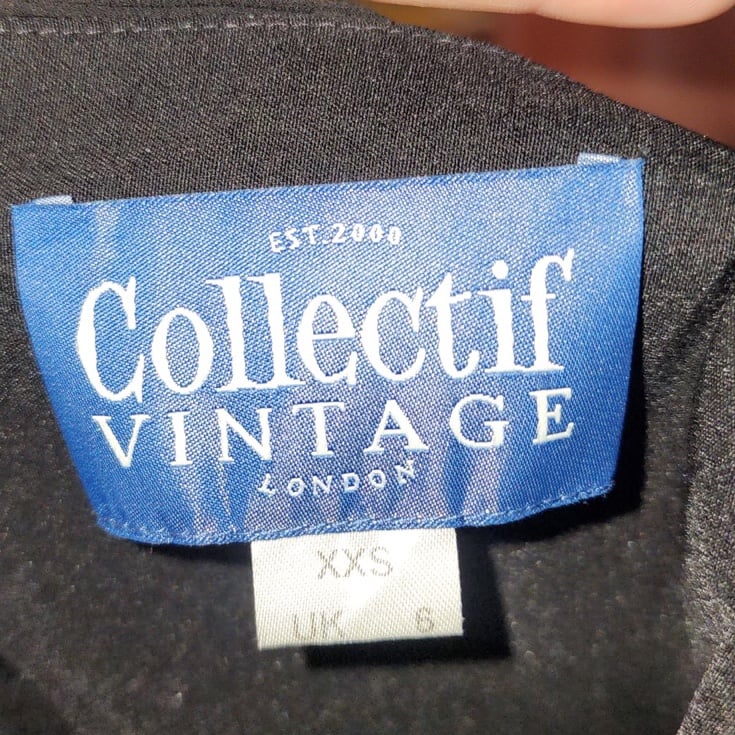 EST.2000
Collectif
VINTAGE
LONDON
XXS
UK 6